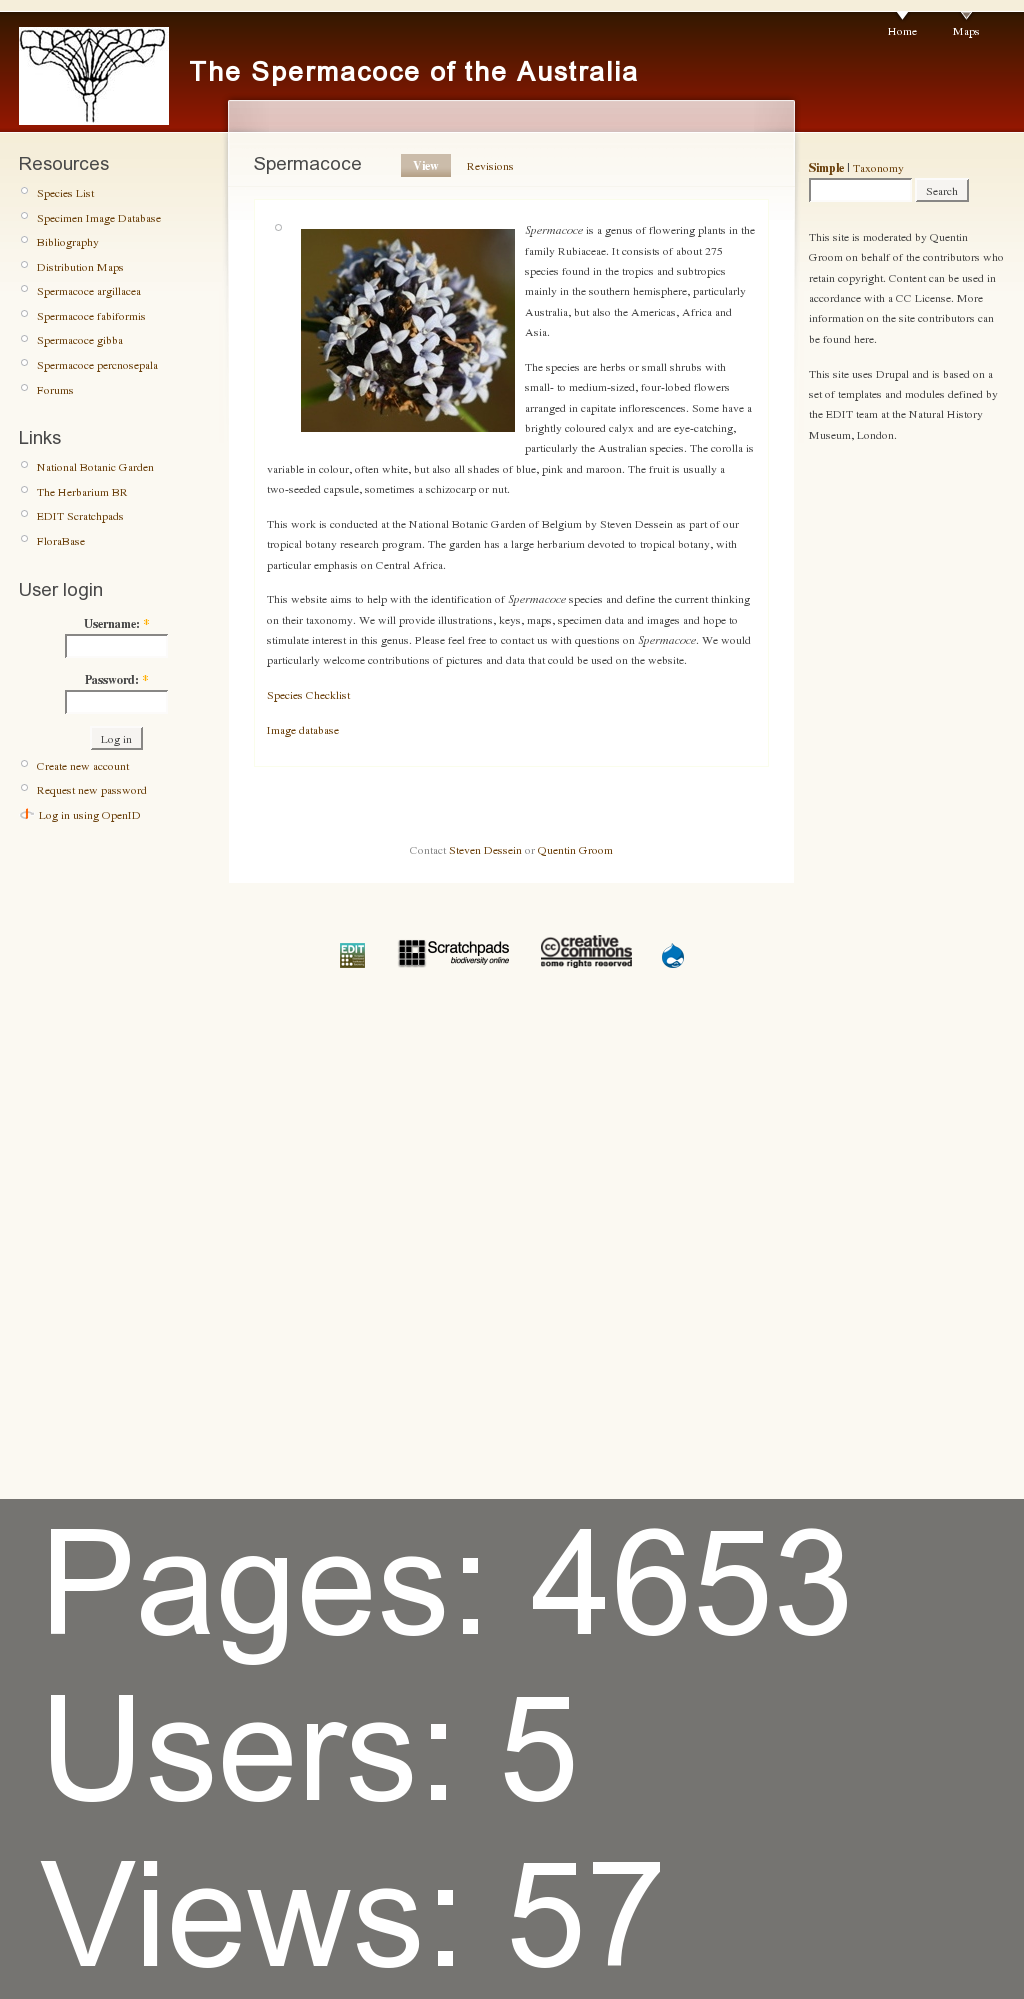 Home
Maps
The Spermacoce of the Australia
Resources
Species List
Specimen Image Database
Bibliography
Distribution Maps
Spermacoce argillacea
Spermacoce fabiformis
Spermacoce gibba
Spermacoce percnosepala
Forums
Links
National Botanic Garden
The Herbarium BR
EDIT Scratchpads
FloraBase
User login
Username: *
Password: *
Log in
Create new account
Request new password
Log in using OpenID
Spermacoce
View
Revisions
Spermacoce is a genus of flowering plants in the
family Rubiaceae. It consists of about 275
species found in the tropics and subtropics
mainly in the southern hemisphere, particularly
Australia, but also the Americas, Africa and
Asia.
The species are herbs or small shrubs with
small- to medium-sized, four-lobed flowers
arranged in capitate inflorescences. Some have a
brightly coloured calyx and are eye-catching,
particularly the Australian species. The corolla is
variable in colour, often white, but also all shades of blue, pink and maroon. The fruit is usually a
two-seeded capsule, sometimes a schizocarp or nut.
This work is conducted at the National Botanic Garden of Belgium by Steven Dessein as part of our
tropical botany research program. The garden has a large herbarium devoted to tropical botany, with
particular emphasis on Central Africa.
This website aims to help with the identification of Spermacoce species and define the current thinking
on their taxonomy. We will provide illustrations, keys, maps, specimen data and images and hope to
stimulate interest in this genus. Please feel free to contact us with questions on Spermacoce. We would
particularly welcome contributions of pictures and data that could be used on the website.
Species Checklist
Image database
Contact Steven Dessein or Quentin Groom
Simple | Taxonomy
Search
This site is moderated by Quentin
Groom on behalf of the contributors who
retain copyright. Content can be used in
accordance with a CC License. More
information on the site contributors can
be found here.
This site uses Drupal and is based on a
set of templates and modules defined by
the EDIT team at the Natural History
Museum, London.
EDIT
Scratchpads
biodiversity online
cc creative
commons
some rights reserved
Pages: 4653
Users: 5
Views: 57